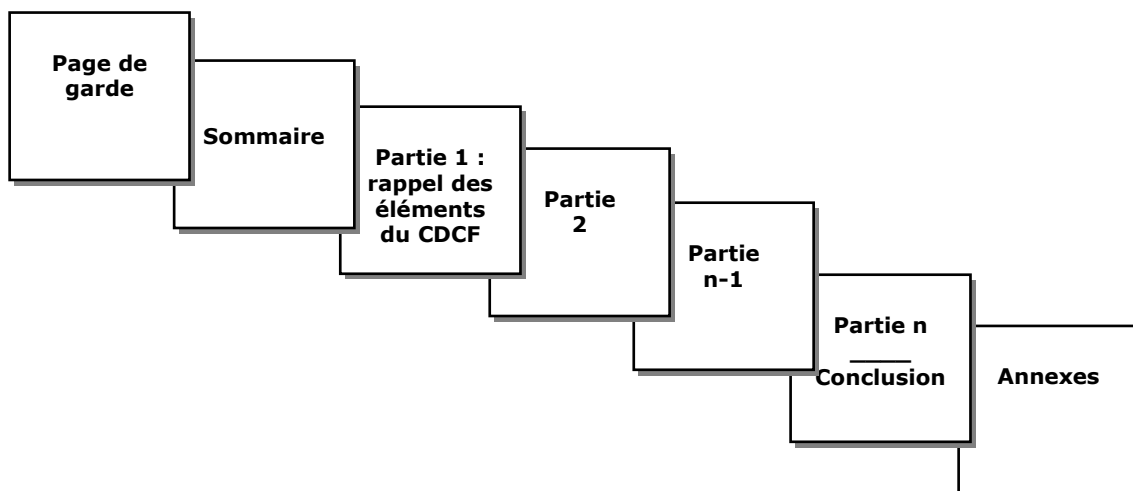 Page de
garde
Sommaire
Partie 1 :
rappel des
éléments
du CDCF
Partie
2
Partie
n-1
Partie n
Conclusion
Annexes